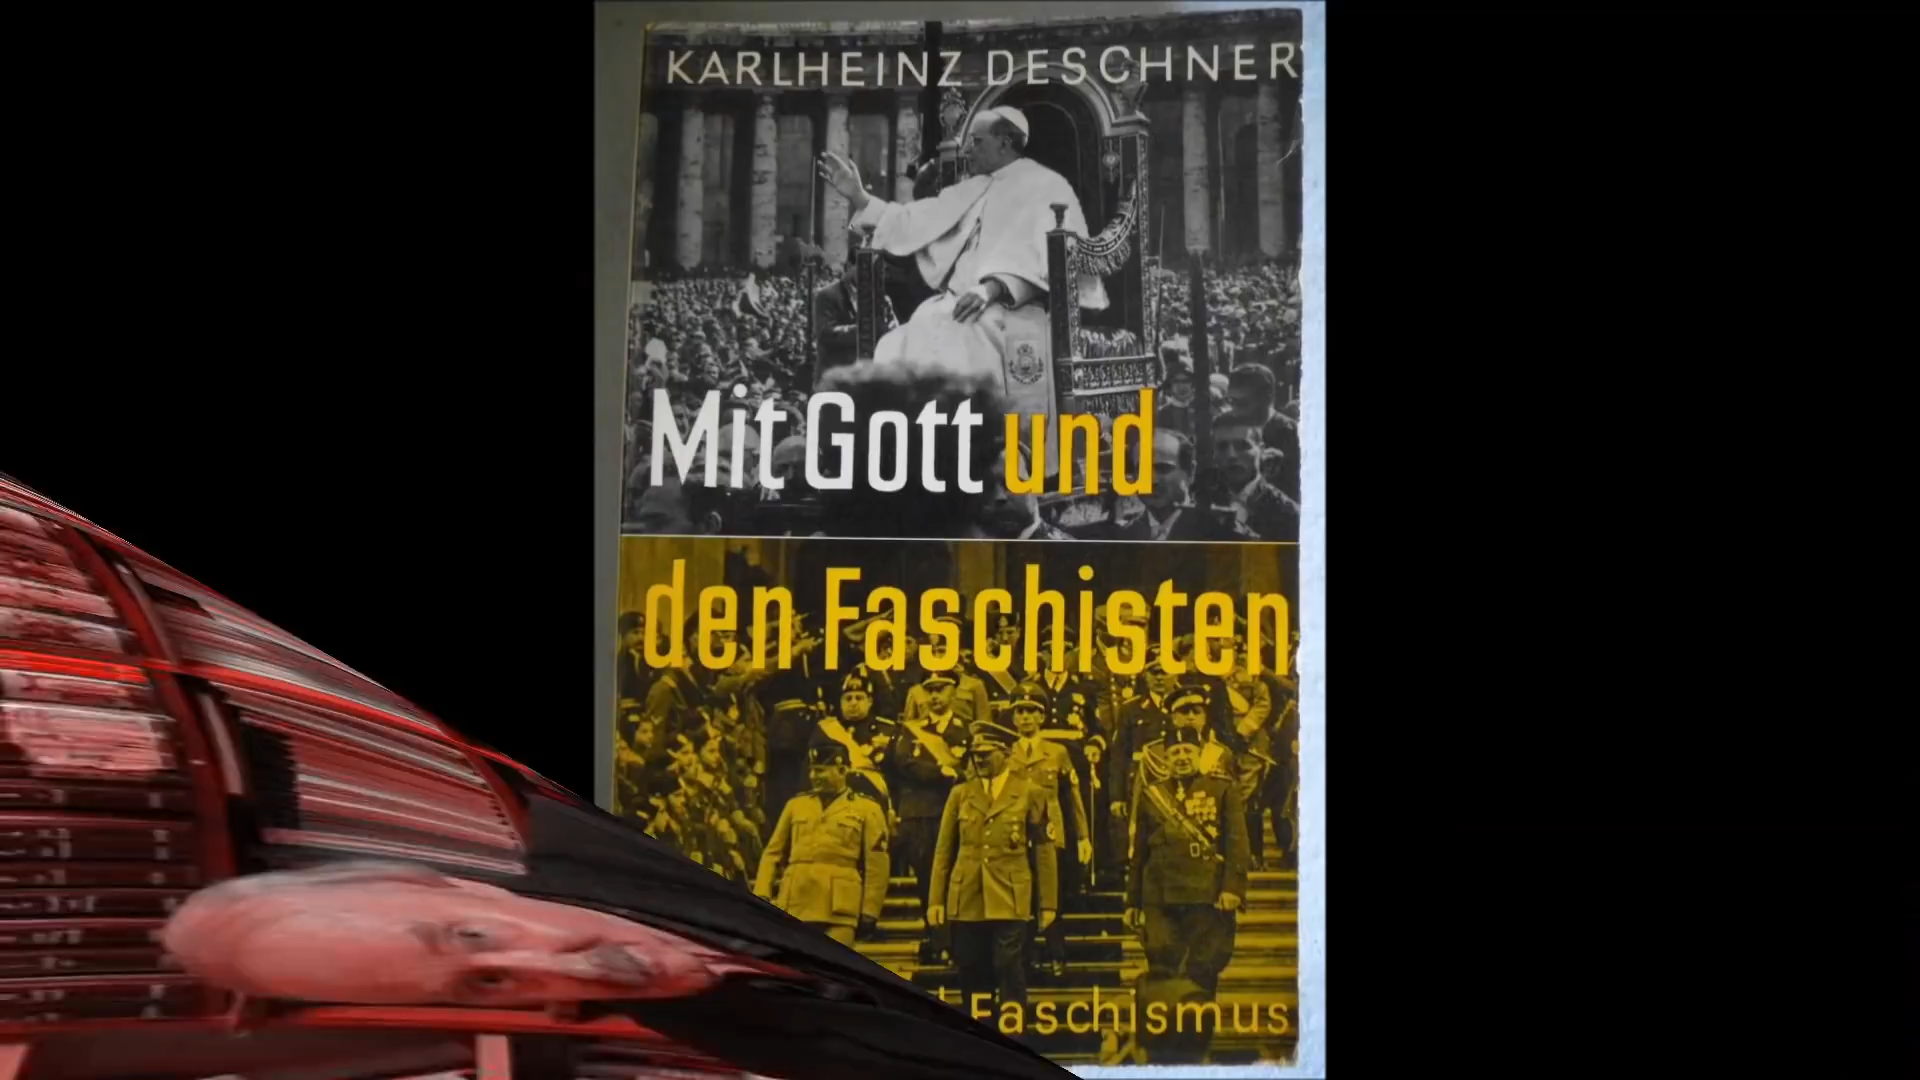 KARLHEINZ DESCHNER
Mit Gott und
den Faschisten
Faschismus